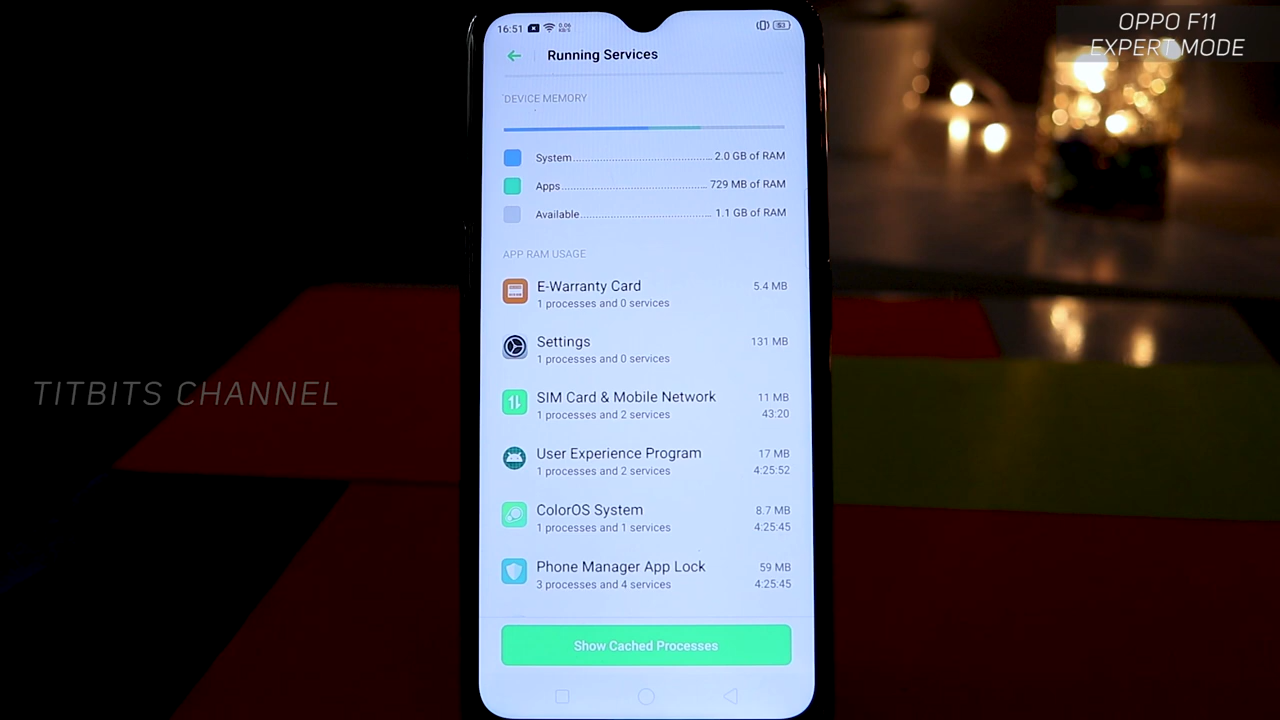 OPPO F11
EXPERT MODE
16:51
0.06
KB/S
53
Running Services
DEVICE MEMORY
System 2.0 GB of RAM
Apps 729 MB of RAM
Available 1.1 GB of RAM
APP RAM USAGE
E-Warranty Card 5.4 MB
1 processes and 0 services
Settings 131 MB
1 processes and 0 services
SIM Card & Mobile Network 11 MB
1 processes and 2 services 43:20
User Experience Program 17 MB
1 processes and 2 services 4:25:52
ColorOS System 8.7 MB
1 processes and 1 services 4:25:45
Phone Manager App Lock 59 MB
3 processes and 4 services 4:25:45
Show Cached Processes
TITBITS CHANNEL